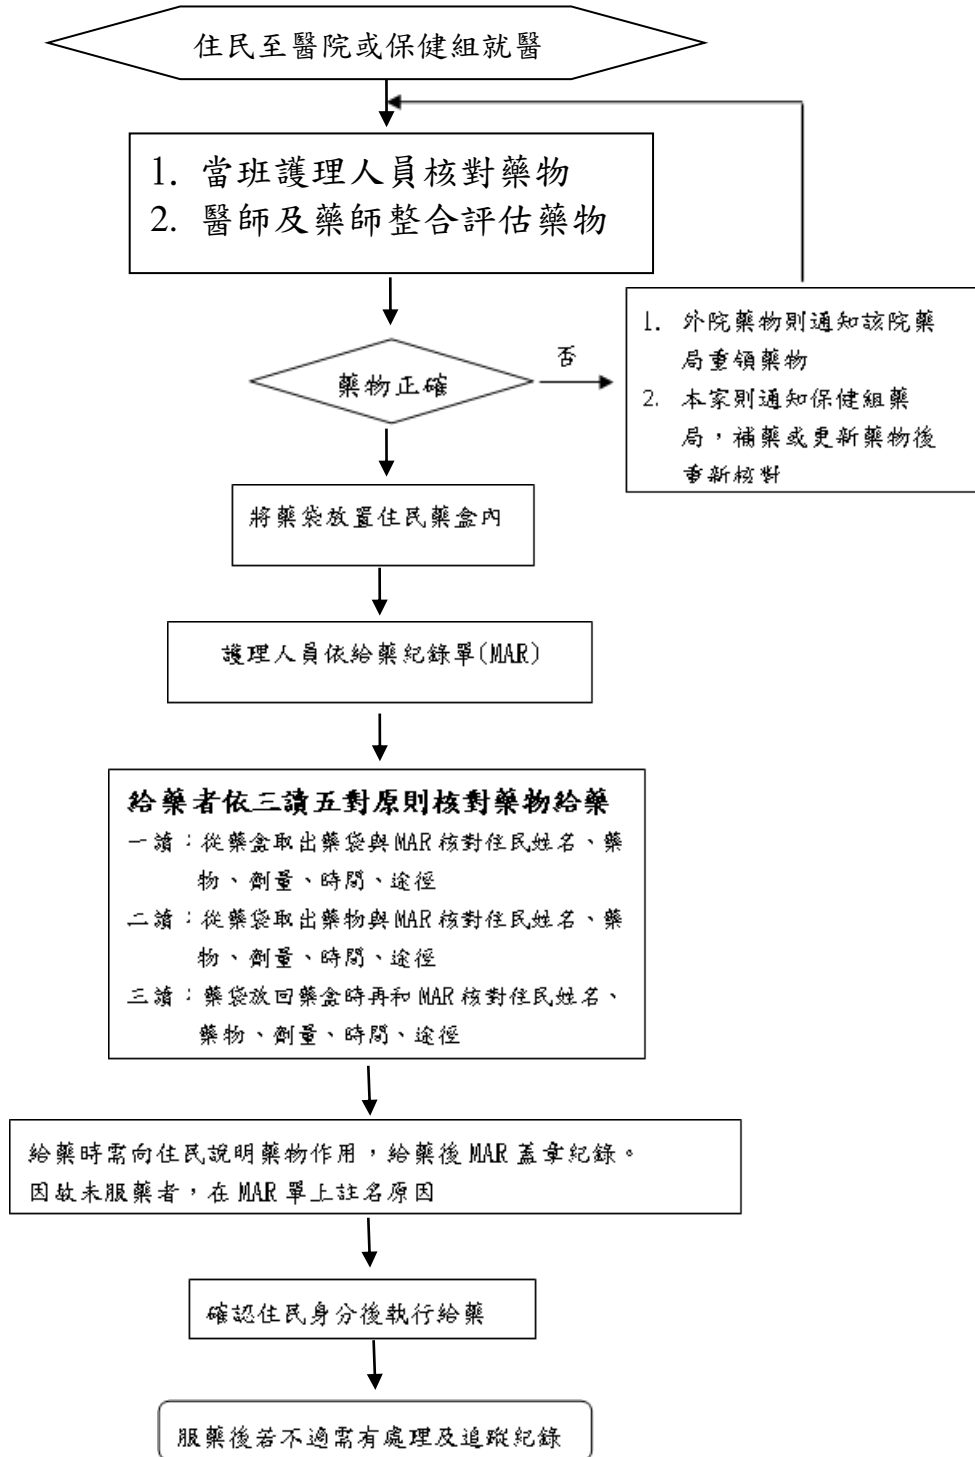 住民至醫院或保健組就醫
1. 當班護理人員核對藥物
2. 醫師及藥師整合評估藥物
藥物正確
否
1. 外院藥物則通知該院藥
局重領藥物
2. 本家則通知保健組藥
局，補藥或更新藥物後
重新核對
將藥袋放置住民藥盒內
護理人員依給藥紀錄單(MAR)
給藥者依三讀五對原則核對藥物給藥
一讀：從藥盒取出藥袋與MAR核對住民姓名、藥
物、劑量、時間、途徑
二讀：從藥袋取出藥物與MAR核對住民姓名、藥
物、劑量、時間、途徑
三讀：藥袋放回藥盒時再和MAR核對住民姓名、
藥物、劑量、時間、途徑
給藥時需向住民說明藥物作用，給藥後MAR蓋章紀錄。
因故未服藥者，在MAR單上註名原因
確認住民身分後執行給藥
服藥後若不適需有處理及追蹤紀錄